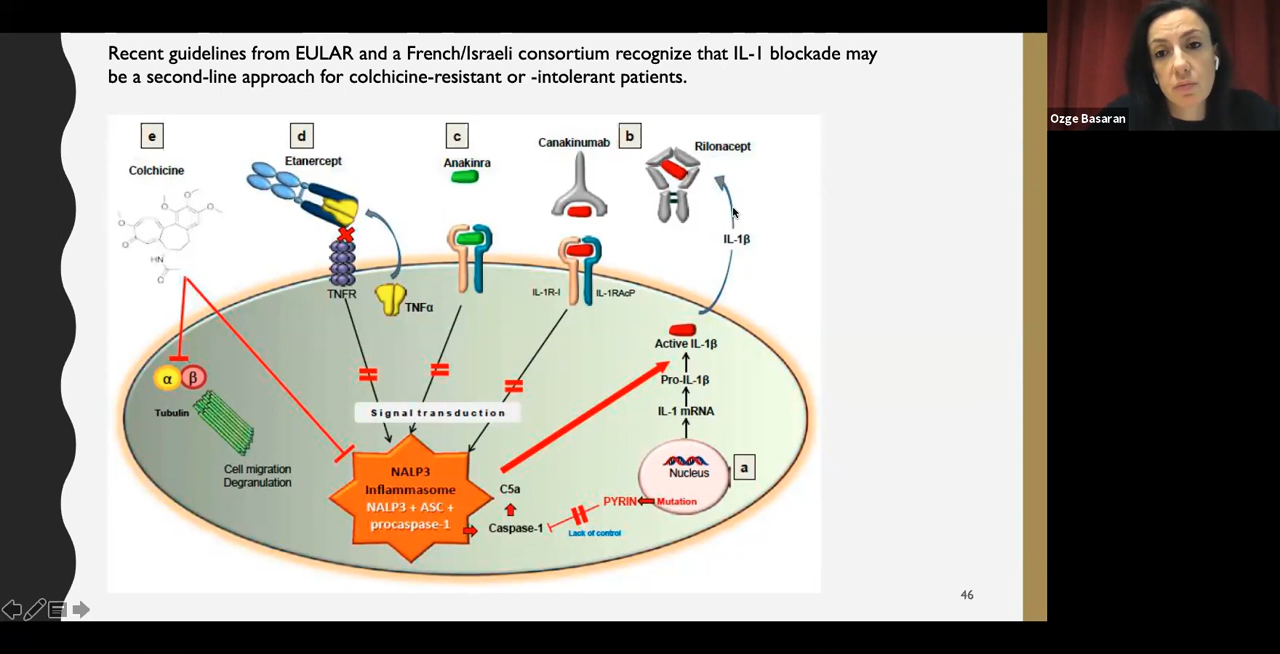 Recent guidelines from EULAR and a French/Israeli consortium recognize that IL-1 blockade may
be a second-line approach for colchicine-resistant or -intolerant patients.
Ozge Basaran
e
d
c
b
Colchicine
Etanercept
Anakinra
Canakinumab
Rilonacept
O
O
O
O
O
HN
O
IL-1β
TNFR
TNFα
IL-1R-I
IL-1RAcP
Active IL-1β
Pro-IL-1β
IL-1 mRNA
Nucleus
a
α
β
Tubulin
Cell migration
Degranulation
Signal transduction
NALP3
Inflammasome
NALP3 + ASC +
procaspase-1
C5a
Caspase-1
PYRIN
Mutation
Lack of control
46